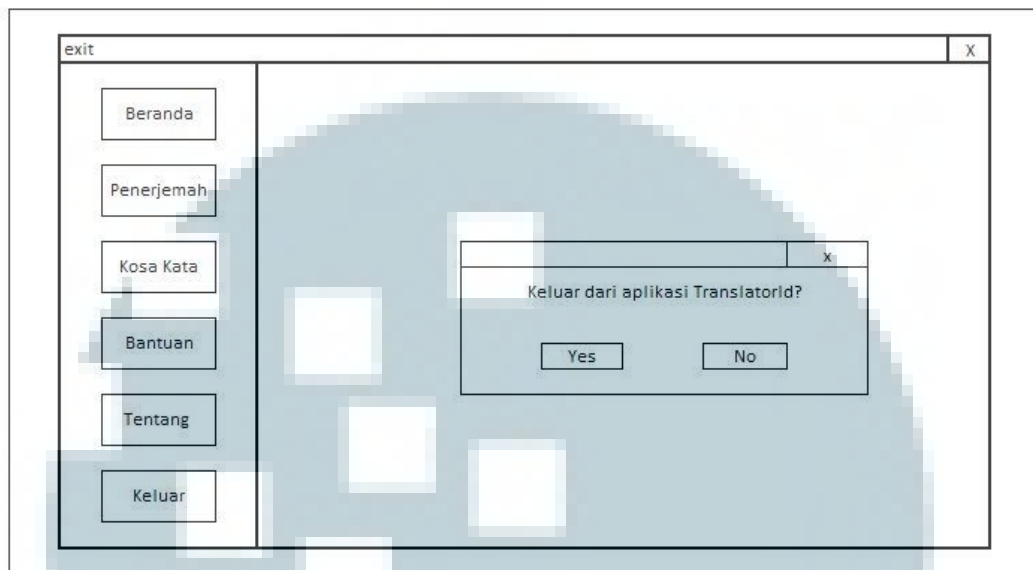 exit
X
Beranda
Penerjemah
Kosa Kata
Bantuan
Tentang
Keluar
x
Keluar dari aplikasi TranslatorId?
Yes
No